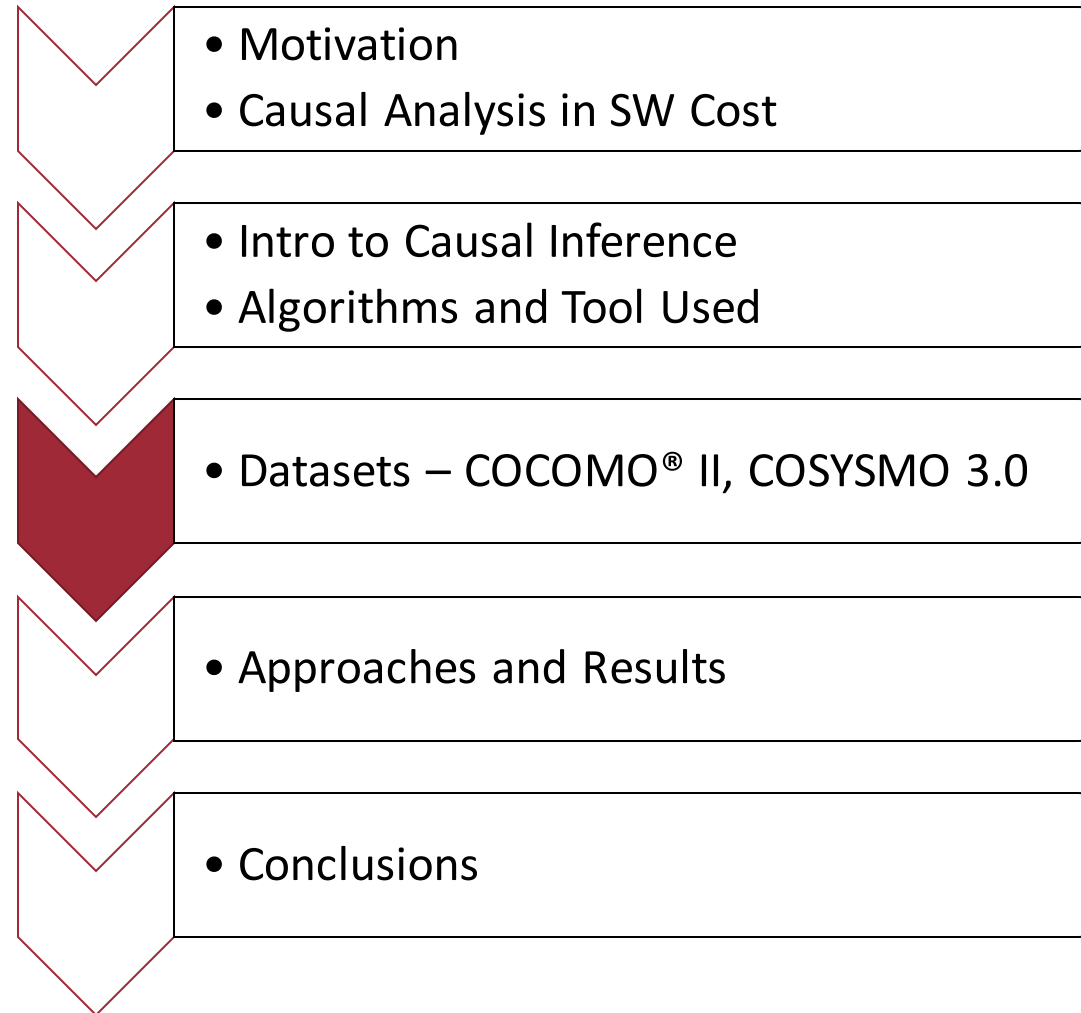 • Motivation
• Causal Analysis in SW Cost
• Intro to Causal Inference
• Algorithms and Tool Used
• Datasets – COCOMO® II, COSYSMO 3.0
• Approaches and Results
• Conclusions